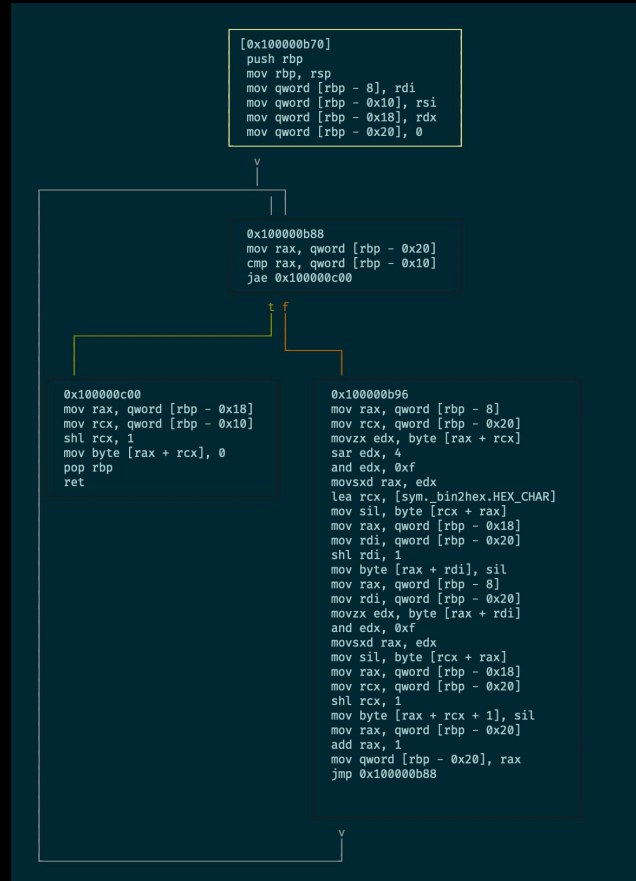 [0x100000b70]
push rbp
mov rbp, rsp
mov qword [rbp - 8], rdi
mov qword [rbp - 0x10], rsi
mov qword [rbp - 0x18], rdx
mov qword [rbp - 0x20], 0
v
0x100000b88
mov rax, qword [rbp - 0x20]
cmp rax, qword [rbp - 0x10]
jae 0x100000c00
t f
0x100000c00
mov rax, qword [rbp - 0x18]
mov rcx, qword [rbp - 0x10]
shl rcx, 1
mov byte [rax + rcx], 0
pop rbp
ret
0x100000b96
mov rax, qword [rbp - 8]
mov rcx, qword [rbp - 0x20]
movzx edx, byte [rax + rcx]
sar edx, 4
and edx, 0xf
movsxd rax, edx
lea rcx, [sym._bin2hex.HEX_CHAR]
mov sil, byte [rcx + rax]
mov rax, qword [rbp - 0x18]
mov rdi, qword [rbp - 0x20]
shl rdi, 1
mov byte [rax + rdi], sil
mov rax, qword [rbp - 8]
mov rdi, qword [rbp - 0x20]
movzx edx, byte [rax + rdi]
and edx, 0xf
movsxd rax, edx
mov sil, byte [rcx + rax]
mov rax, qword [rbp - 0x18]
mov rcx, qword [rbp - 0x20]
shl rcx, 1
mov byte [rax + rcx + 1], sil
mov rax, qword [rbp - 0x20]
add rax, 1
mov qword [rbp - 0x20], rax
jmp 0x100000b88
v